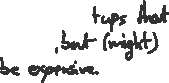 tups that
, but (might)
be expensive.